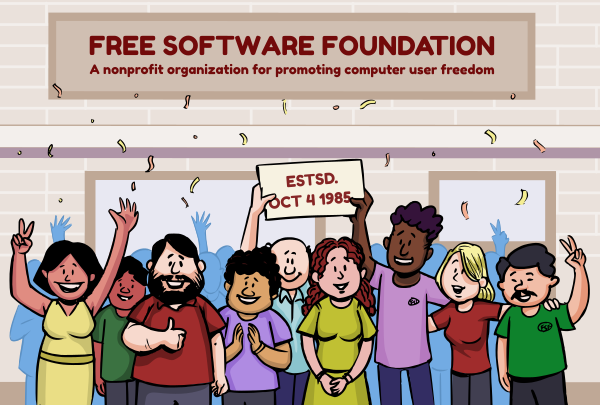 FREE SOFTWARE FOUNDATION
A nonprofit organization for promoting computer user freedom
ESTSD.
OCT 4 1985